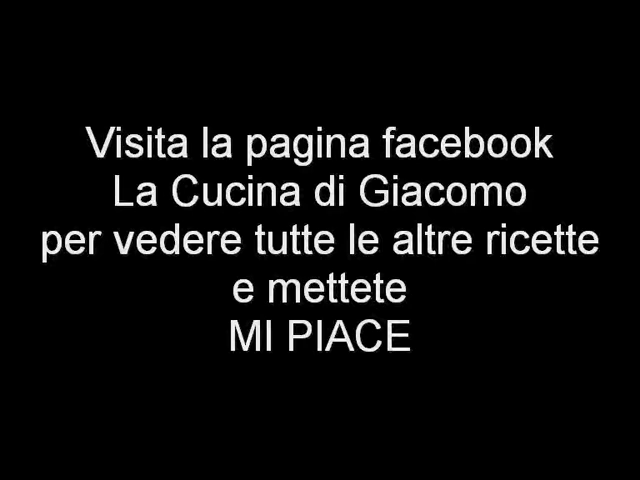 Visita la pagina facebook
La Cucina di Giacomo
per vedere tutte le altre ricette
e mettete
MI PIACE